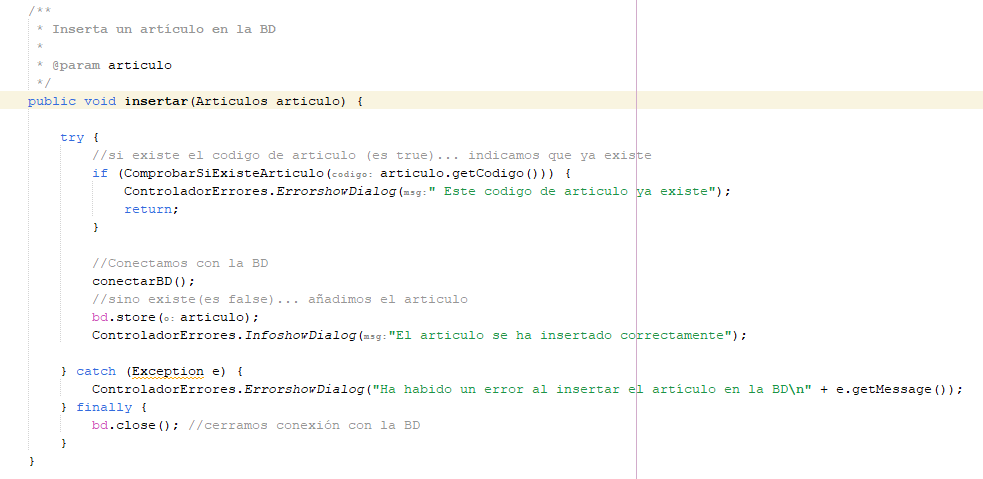 /**
 * Inserta un artículo en la BD
 *
 * @param articulo
 */
public void insertar(Articulos articulo) {
try {
//si existe el codigo de articulo (es true)... indicamos que ya existe
if (ComprobarSiExisteArticulo(codigo: articulo.getCodigo())) {
ControladorErrores.ErrorshowDialog(msg:" Este codigo de articulo ya existe");
return;
}
//Conectamos con la BD
conectarBD();
//sino existe(es false)... añadimos el articulo
bd.store(o: articulo);
ControladorErrores.InfoshowDialog(msg:"El articulo se ha insertado correctamente");
} catch (Exception e) {
ControladorErrores.ErrorshowDialog("Ha habido un error al insertar el artículo en la BD\n" + e.getMessage());
} finally {
bd.close(); //cerramos conexión con la BD
}
}